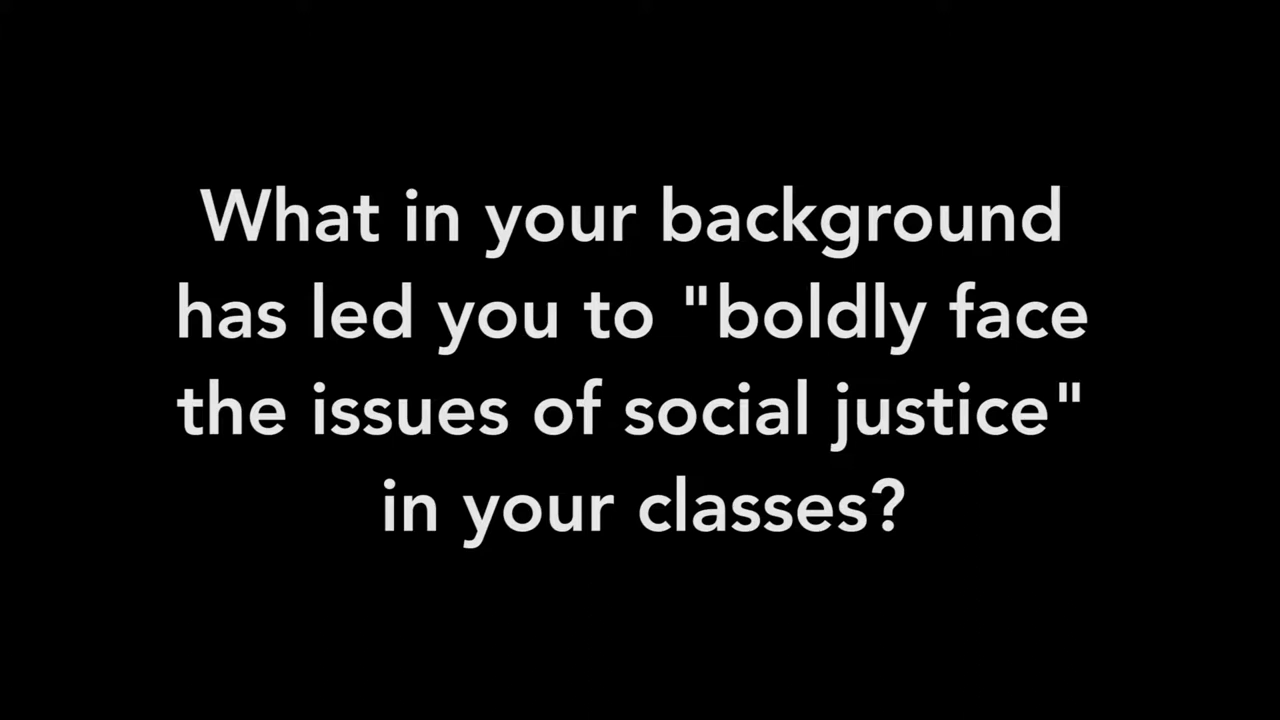 What in your background
has led you to "boldly face
the issues of social justice"
in your classes?